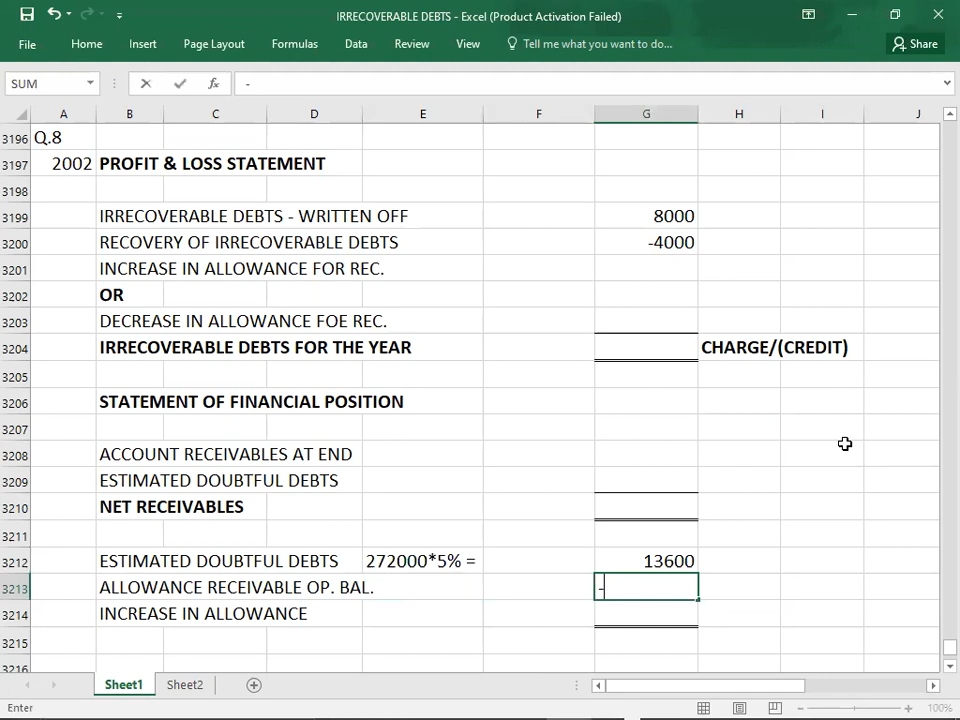 IRRECOVERABLE DEBTS - Excel (Product Activation Failed)
File Home Insert Page Layout Formulas Data Review View Tell me what you want to do... Share
SUM fx -
A B C D E F G H I J
3196 Q.8
3197 2002 PROFIT & LOSS STATEMENT
3198
3199 IRRECOVERABLE DEBTS - WRITTEN OFF 8000
3200 RECOVERY OF IRRECOVERABLE DEBTS -4000
3201 INCREASE IN ALLOWANCE FOR REC.
3202 OR
3203 DECREASE IN ALLOWANCE FOE REC.
3204 IRRECOVERABLE DEBTS FOR THE YEAR CHARGE/(CREDIT)
3205
3206 STATEMENT OF FINANCIAL POSITION
3207
3208 ACCOUNT RECEIVABLES AT END
3209 ESTIMATED DOUBTFUL DEBTS
3210 NET RECEIVABLES
3211
3212 ESTIMATED DOUBTFUL DEBTS 272000*5% = 13600
3213 ALLOWANCE RECEIVABLE OP. BAL. -
3214 INCREASE IN ALLOWANCE
3215
3216
Sheet1 Sheet2
Enter 100%